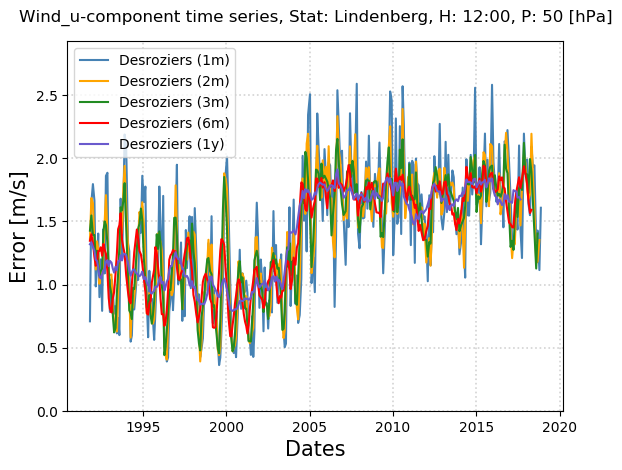 Wind_u-component time series, Stat: Lindenberg, H: 12:00, P: 50 [hPa]
Desroziers (1m)
Desroziers (2m)
Desroziers (3m)
Desroziers (6m)
Desroziers (1y)
Error [m/s]
2.5
2.0
1.5
1.0
0.5
0.0
1995 2000 2005 2010 2015 2020
Dates